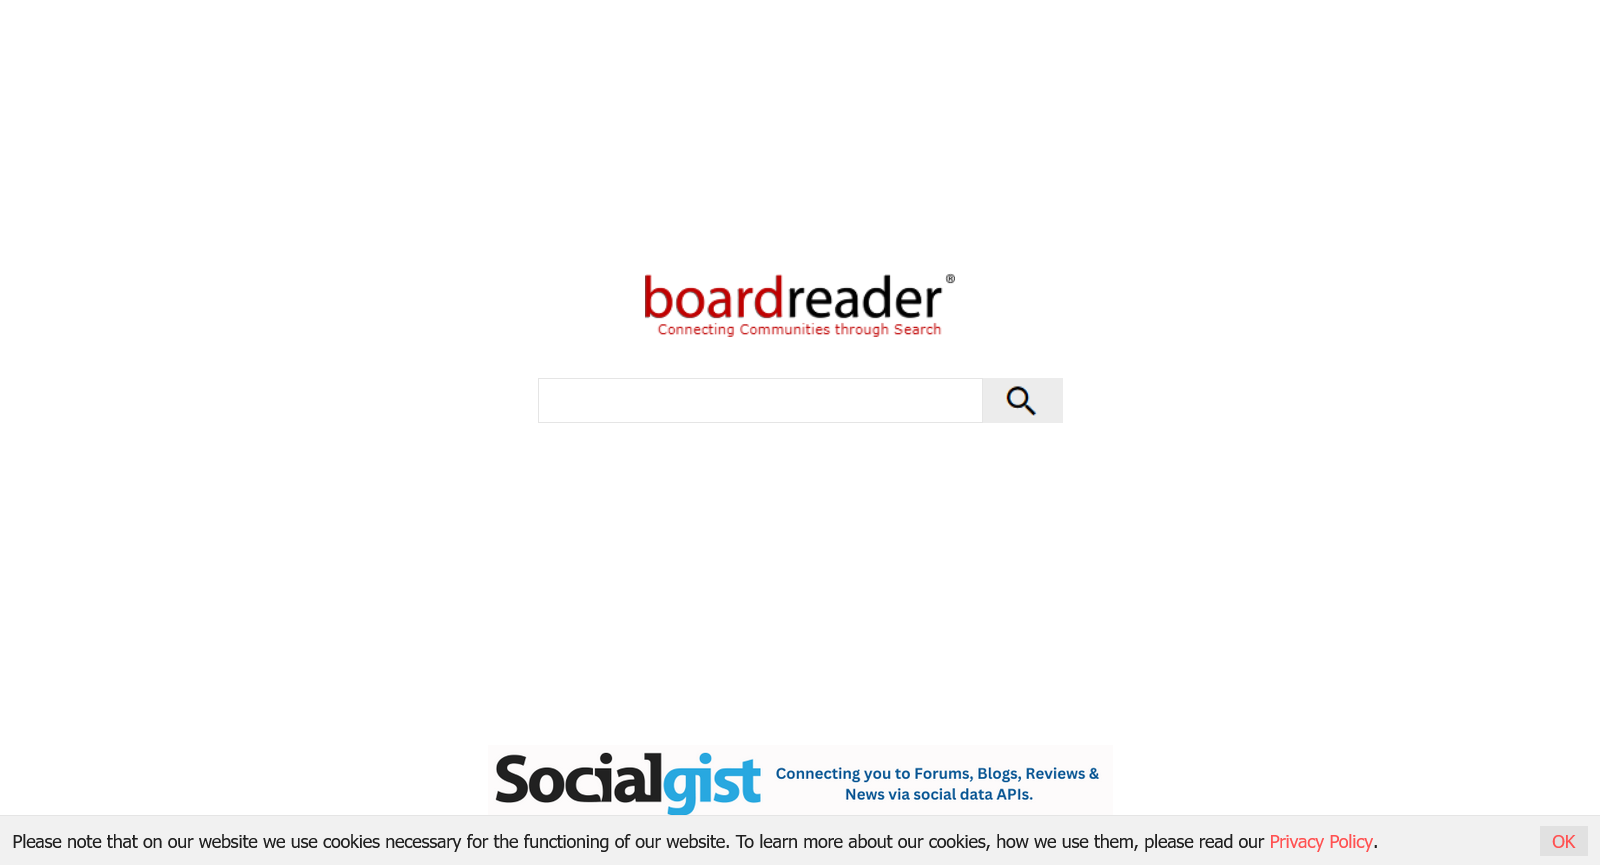 boardreader®
Connecting Communities through Search
Socialgist
Connecting you to Forums, Blogs, Reviews &
News via social data APIs.
Please note that on our website we use cookies necessary for the functioning of our website. To learn more about our cookies, how we use them, please read our Privacy Policy.
OK